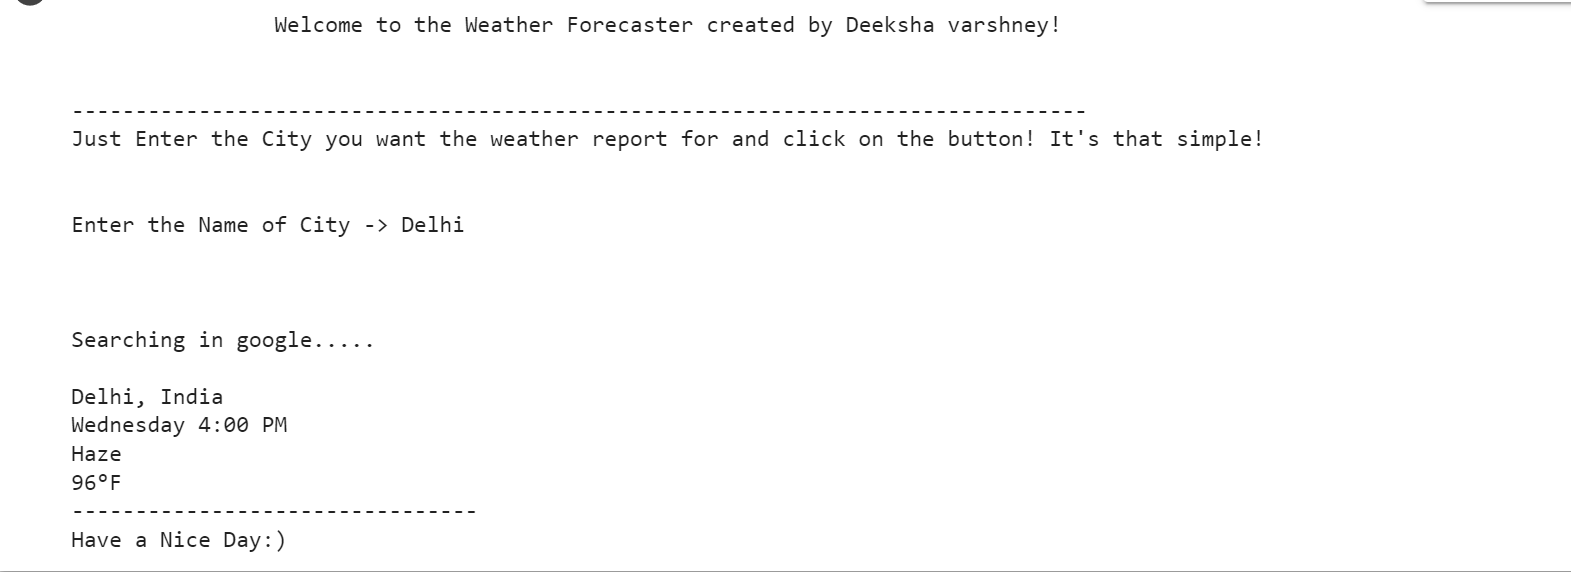 Welcome to the Weather Forecaster created by Deeksha varshney!
--------------------------------------------------------------------------------
Just Enter the City you want the weather report for and click on the button! It's that simple!
Enter the Name of City -> Delhi
Searching in google.....
Delhi, India
Wednesday 4:00 PM
Haze
96°F
--------------------------------
Have a Nice Day:)